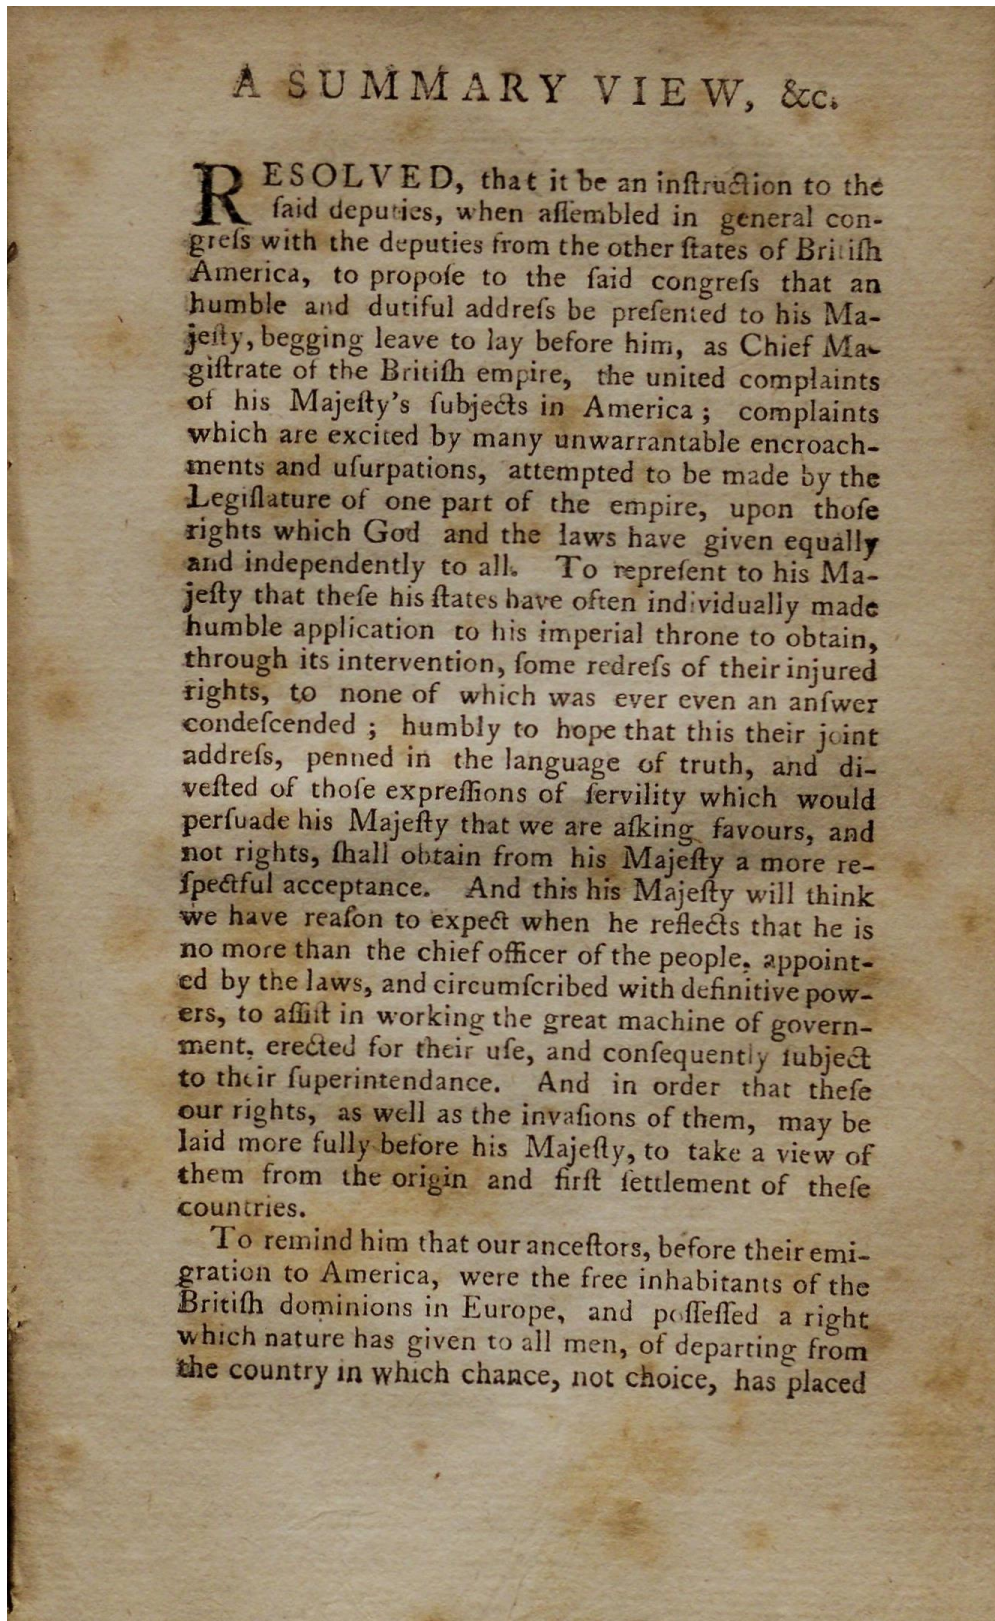 A SUMMARY VIEW, &c.
RESOLVED, that it be an inſtruction to the
ſaid deputies, when aſſembled in general con-
greſs with the deputies from the other ſtates of Britiſh
America, to propoſe to the ſaid congreſs that an
humble and dutiful addreſs be preſented to his Ma-
jeſty, begging leave to lay before him, as Chief Ma-
giſtrate of the Britiſh empire, the united complaints
of his Majeſty's ſubjects in America; complaints
which are excited by many unwarrantable encroach-
ments and uſurpations, attempted to be made by the
Legiſlature of one part of the empire, upon thoſe
rights which God and the laws have given equally
and independently to all. To repreſent to his Ma-
jeſty that theſe his ſtates have often individually made
humble application to his imperial throne to obtain,
through its intervention, ſome redreſs of their injured
rights, to none of which was ever even an anſwer
condeſcended ; humbly to hope that this their joint
addreſs, penned in the language of truth, and di-
veſted of thoſe expreſſions of ſervility which would
perſuade his Majeſty that we are aſking favours, and
not rights, ſhall obtain from his Majeſty a more re-
ſpectful acceptance. And this his Majeſty will think
we have reaſon to expect when he reflects that he is
no more than the chief officer of the people, appoint-
ed by the laws, and circumſcribed with definitive pow-
ers, to aſſiſt in working the great machine of govern-
ment, erected for their uſe, and conſequently ſubject
to their ſuperintendance. And in order that theſe
our rights, as well as the invaſions of them, may be
laid more fully before his Majeſty, to take a view of
them from the origin and firſt ſettlement of theſe
countries.
To remind him that our anceſtors, before their emi-
gration to America, were the free inhabitants of the
Britiſh dominions in Europe, and poſſeſſed a right
which nature has given to all men, of departing from
the country in which chance, not choice, has placed